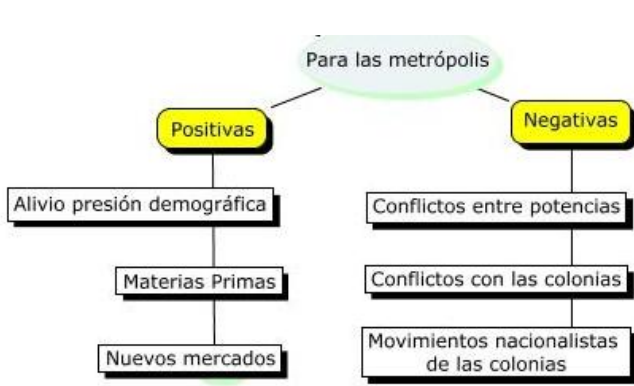 Para las metrópolis
Positivas
Negativas
Alivio presión demográfica
Conflictos entre potencias
Materias Primas
Conflictos con las colonias
Nuevos mercados
Movimientos nacionalistas
de las colonias